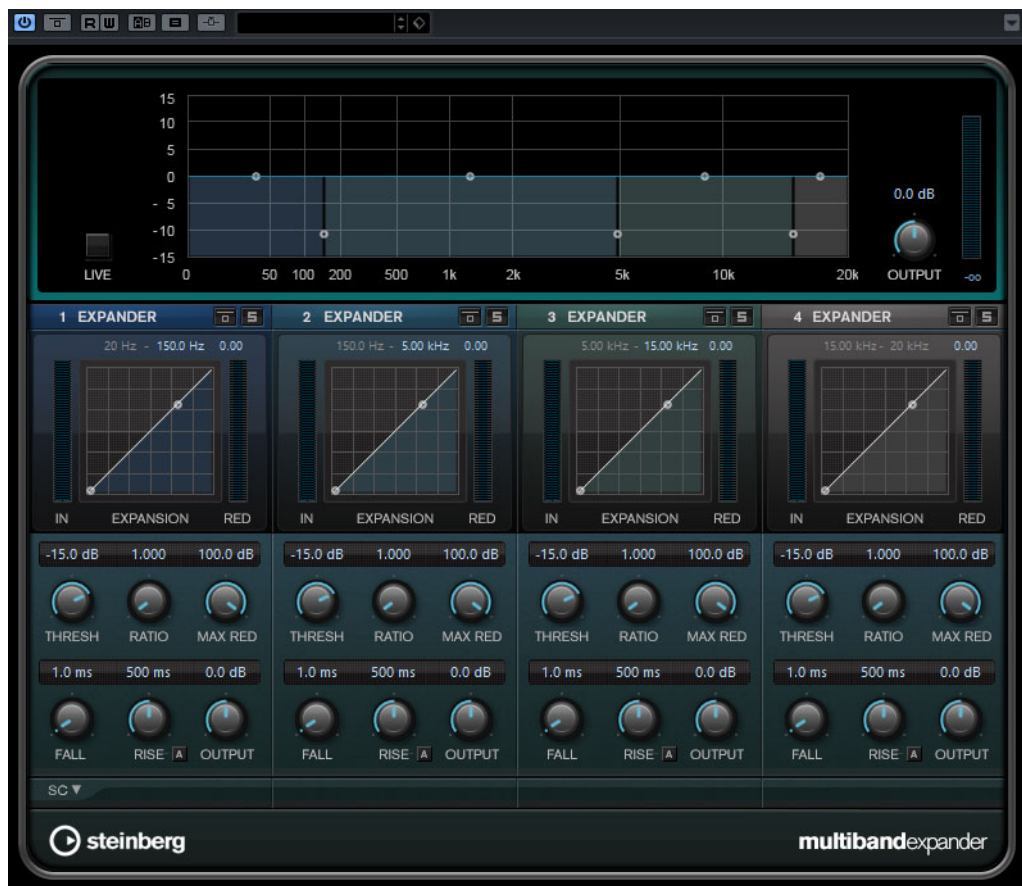 R W A B
15
10
5
0
- 5
-10
-15
0 50 100 200 500 1k 2k 5k 10k 20k
LIVE
0.0 dB
OUTPUT
-oo
1 EXPANDER S 2 EXPANDER S 3 EXPANDER S 4 EXPANDER S
20 Hz - 150.0 Hz 0.00 150.0 Hz - 5.00 kHz 0.00 5.00 kHz - 15.00 kHz 0.00 15.00 kHz - 20 kHz 0.00
IN EXPANSION RED IN EXPANSION RED IN EXPANSION RED IN EXPANSION RED
-15.0 dB 1.000 100.0 dB -15.0 dB 1.000 100.0 dB -15.0 dB 1.000 100.0 dB -15.0 dB 1.000 100.0 dB
THRESH RATIO MAX RED THRESH RATIO MAX RED THRESH RATIO MAX RED THRESH RATIO MAX RED
1.0 ms 500 ms 0.0 dB 1.0 ms 500 ms 0.0 dB 1.0 ms 500 ms 0.0 dB 1.0 ms 500 ms 0.0 dB
FALL RISE A OUTPUT FALL RISE A OUTPUT FALL RISE A OUTPUT FALL RISE A OUTPUT
SC ▼
steinberg
multibandexpander